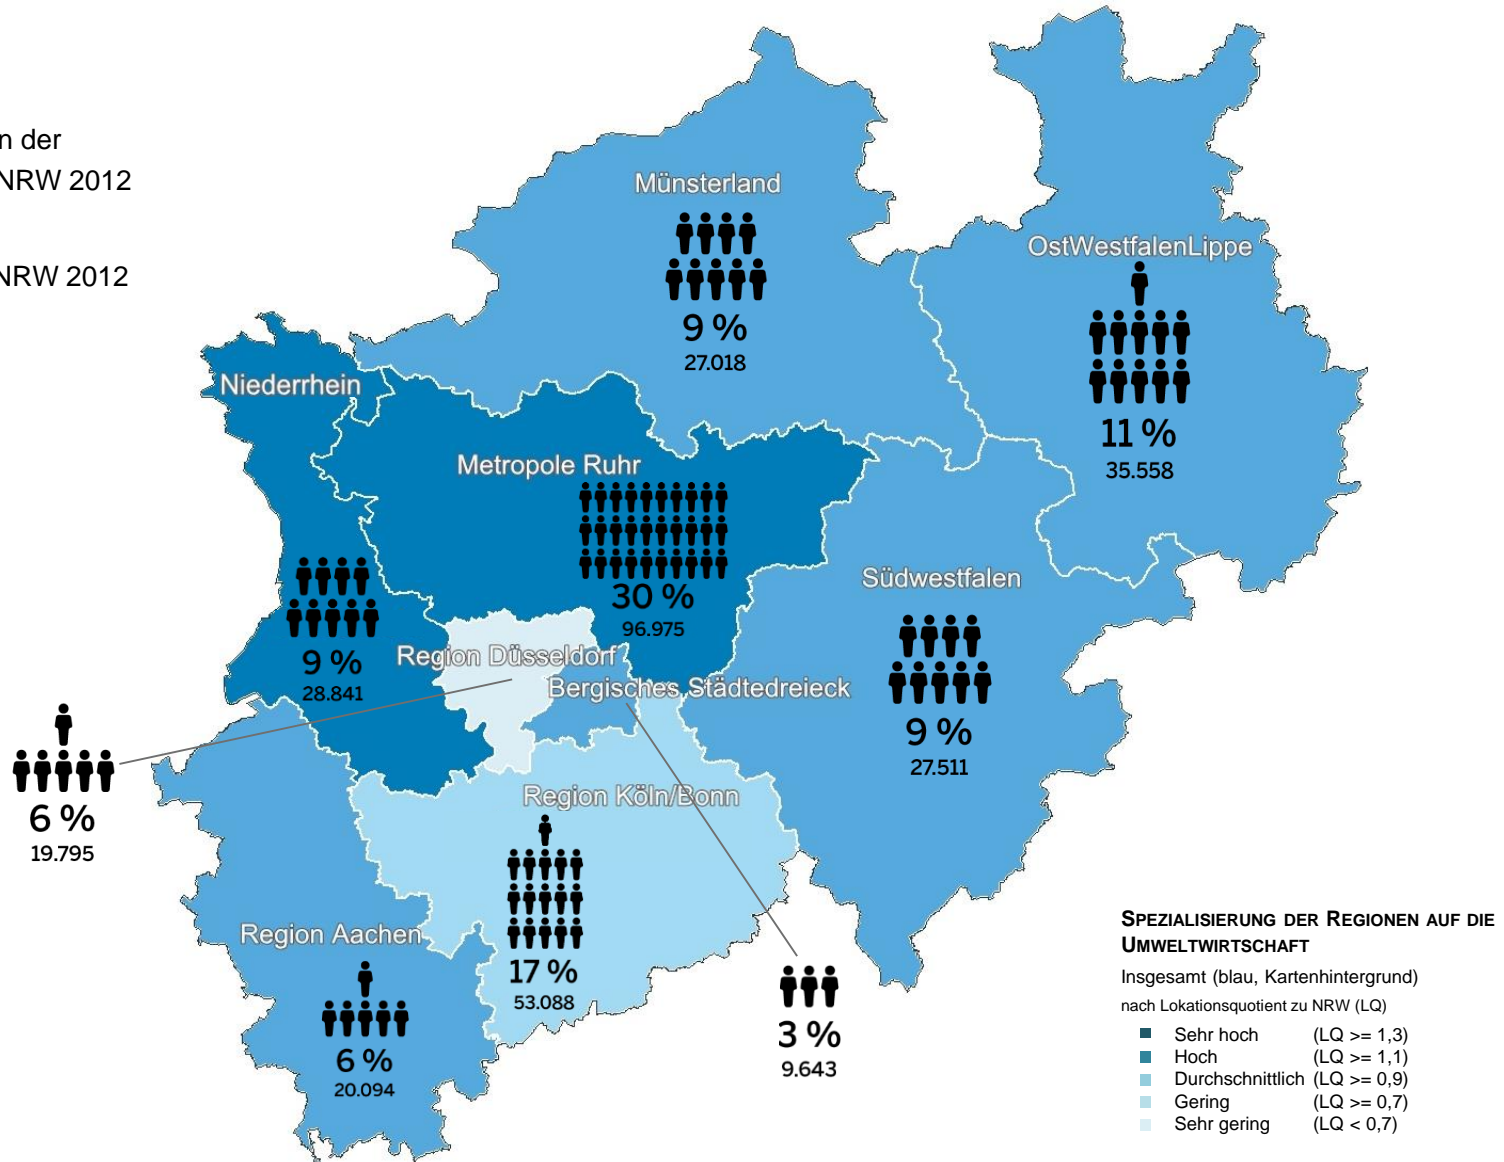 n der
NRW 2012
NRW 2012
Münsterland
9 %
27.018
OstWestfalenLippe
11 %
35.558
Niederrhein
9 %
28.841
Metropole Ruhr
30 %
96.975
Südwestfalen
9 %
27.511
Region Düsseldorf
6 %
19.795
Bergisches Städtedreieck
3 %
9.643
Region Köln/Bonn
17 %
53.088
Region Aachen
6 %
20.094
SPEZIALISIERUNG DER REGIONEN AUF DIE
UMWELTWIRTSCHAFT
Insgesamt (blau, Kartenhintergrund)
nach Lokationsquotient zu NRW (LQ)
Sehr hoch (LQ >= 1,3)
Hoch (LQ >= 1,1)
Durchschnittlich (LQ >= 0,9)
Gering (LQ >= 0,7)
Sehr gering (LQ < 0,7)